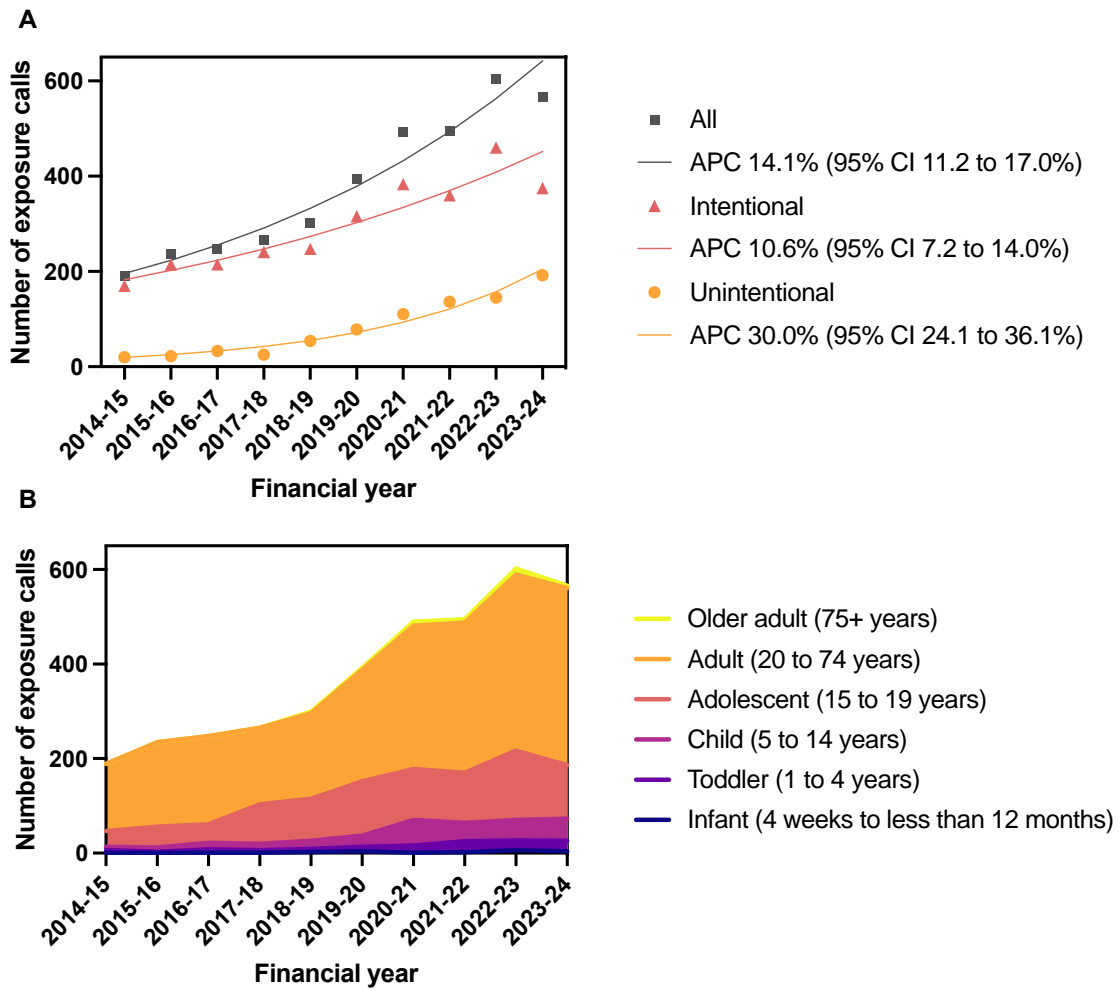 A
Number of exposure calls
600
400
200
0
2014-15
2015-16
2016-17
2017-18
2018-19
2019-20
2020-21
2021-22
2022-23
2023-24
Financial year
All
APC 14.1% (95% CI 11.2 to 17.0%)
Intentional
APC 10.6% (95% CI 7.2 to 14.0%)
Unintentional
APC 30.0% (95% CI 24.1 to 36.1%)
B
Number of exposure calls
600
400
200
0
2014-15
2015-16
2016-17
2017-18
2018-19
2019-20
2020-21
2021-22
2022-23
2023-24
Financial year
Older adult (75+ years)
Adult (20 to 74 years)
Adolescent (15 to 19 years)
Child (5 to 14 years)
Toddler (1 to 4 years)
Infant (4 weeks to less than 12 months)